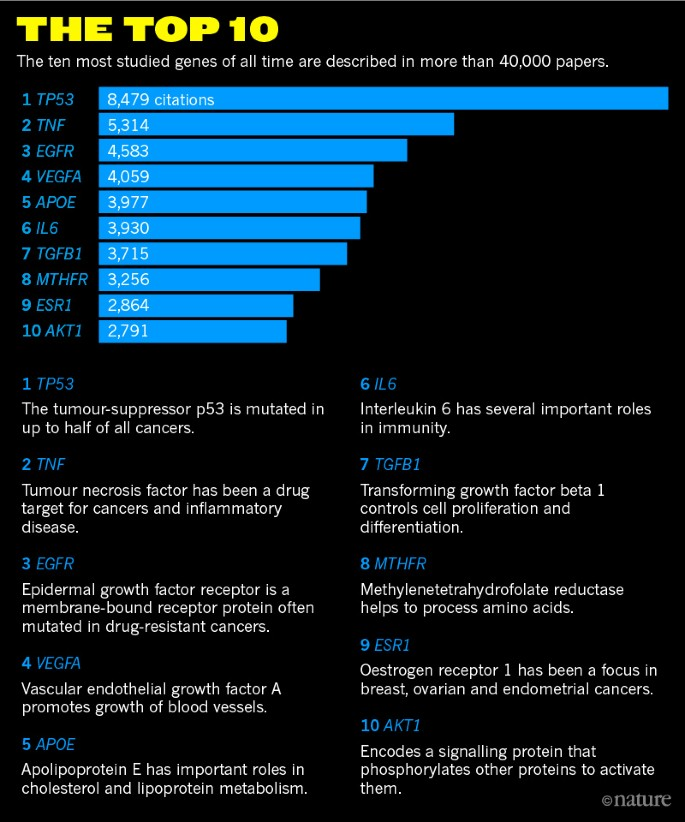 THE TOP 10
The ten most studied genes of all time are described in more than 40,000 papers.
1 TP53 8,479 citations
2 TNF 5,314
3 EGFR 4,583
4 VEGFA 4,059
5 APOE 3,977
6 IL6 3,930
7 TGFB1 3,715
8 MTHFR 3,256
9 ESR1 2,864
10 AKT1 2,791
1 TP53
The tumour-suppressor p53 is mutated in
up to half of all cancers.
2 TNF
Tumour necrosis factor has been a drug
target for cancers and inflammatory
disease.
3 EGFR
Epidermal growth factor receptor is a
membrane-bound receptor protein often
mutated in drug-resistant cancers.
4 VEGFA
Vascular endothelial growth factor A
promotes growth of blood vessels.
5 APOE
Apolipoprotein E has important roles in
cholesterol and lipoprotein metabolism.
6 IL6
Interleukin 6 has several important roles
in immunity.
7 TGFB1
Transforming growth factor beta 1
controls cell proliferation and
differentiation.
8 MTHFR
Methylenetetrahydrofolate reductase
helps to process amino acids.
9 ESR1
Oestrogen receptor 1 has been a focus in
breast, ovarian and endometrial cancers.
10 AKT1
Encodes a signalling protein that
phosphorylates other proteins to activate
them.
©nature